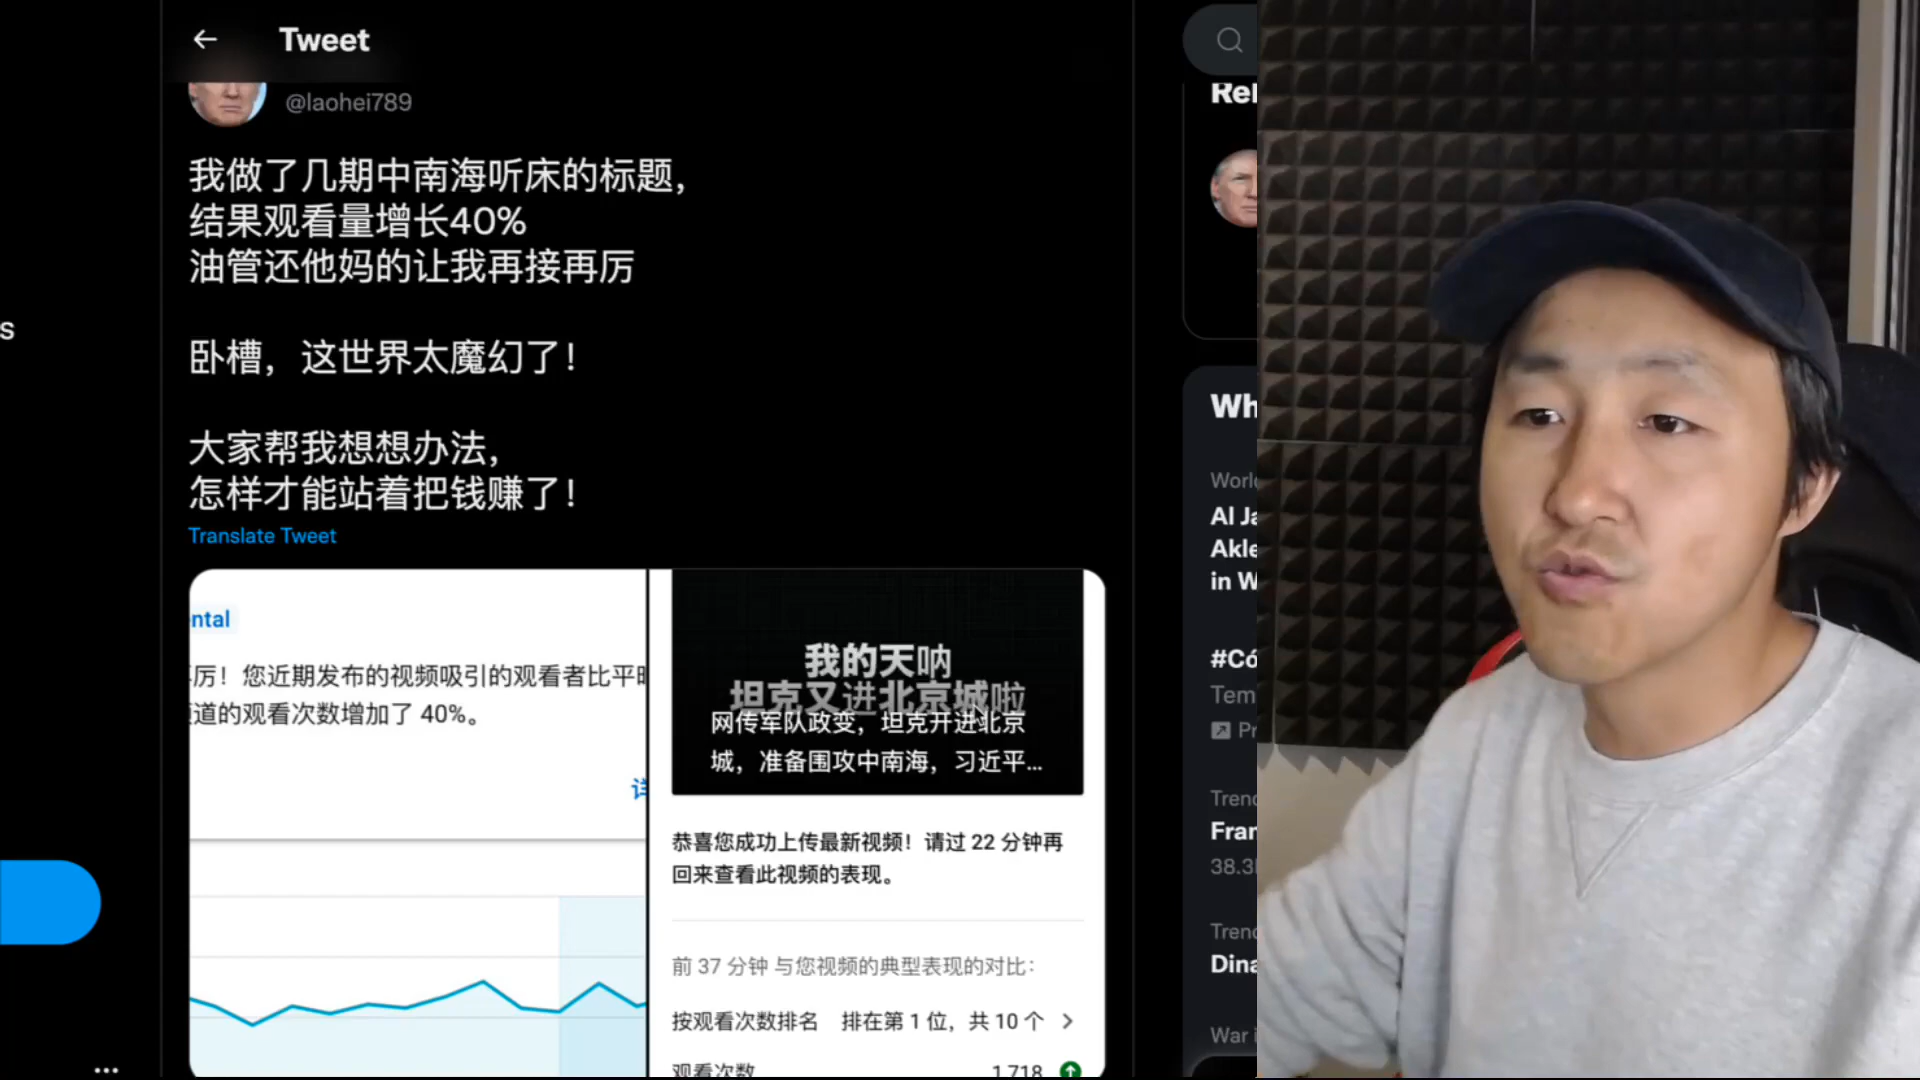 Tweet
@laohei789
我做了几期中南海听床的标题，
结果观看量增长40%
油管还他妈的让我再接再厉
卧槽，这世界太魔幻了！
大家帮我想想办法，
怎样才能站着把钱赚了！
Translate Tweet
ental
厉！您近期发布的视频吸引的观看者比平时
道的观看次数增加了 40%。
我的天呐
坦克又进北京城啦
网传军队政变，坦克开进北京
城，准备围攻中南海，习近平...
恭喜您成功上传最新视频！请过 22 分钟再
回来查看此视频的表现。
前 37 分钟 与您视频的典型表现的对比：
按观看次数排名 排在第 1 位，共 10 个
观看次数 1,718
s
Rel
Wh
World
Al Ja
Akle
in W
#Có
Tem
Pr
Trend
Fran
38.3
Trend
Dina
War i